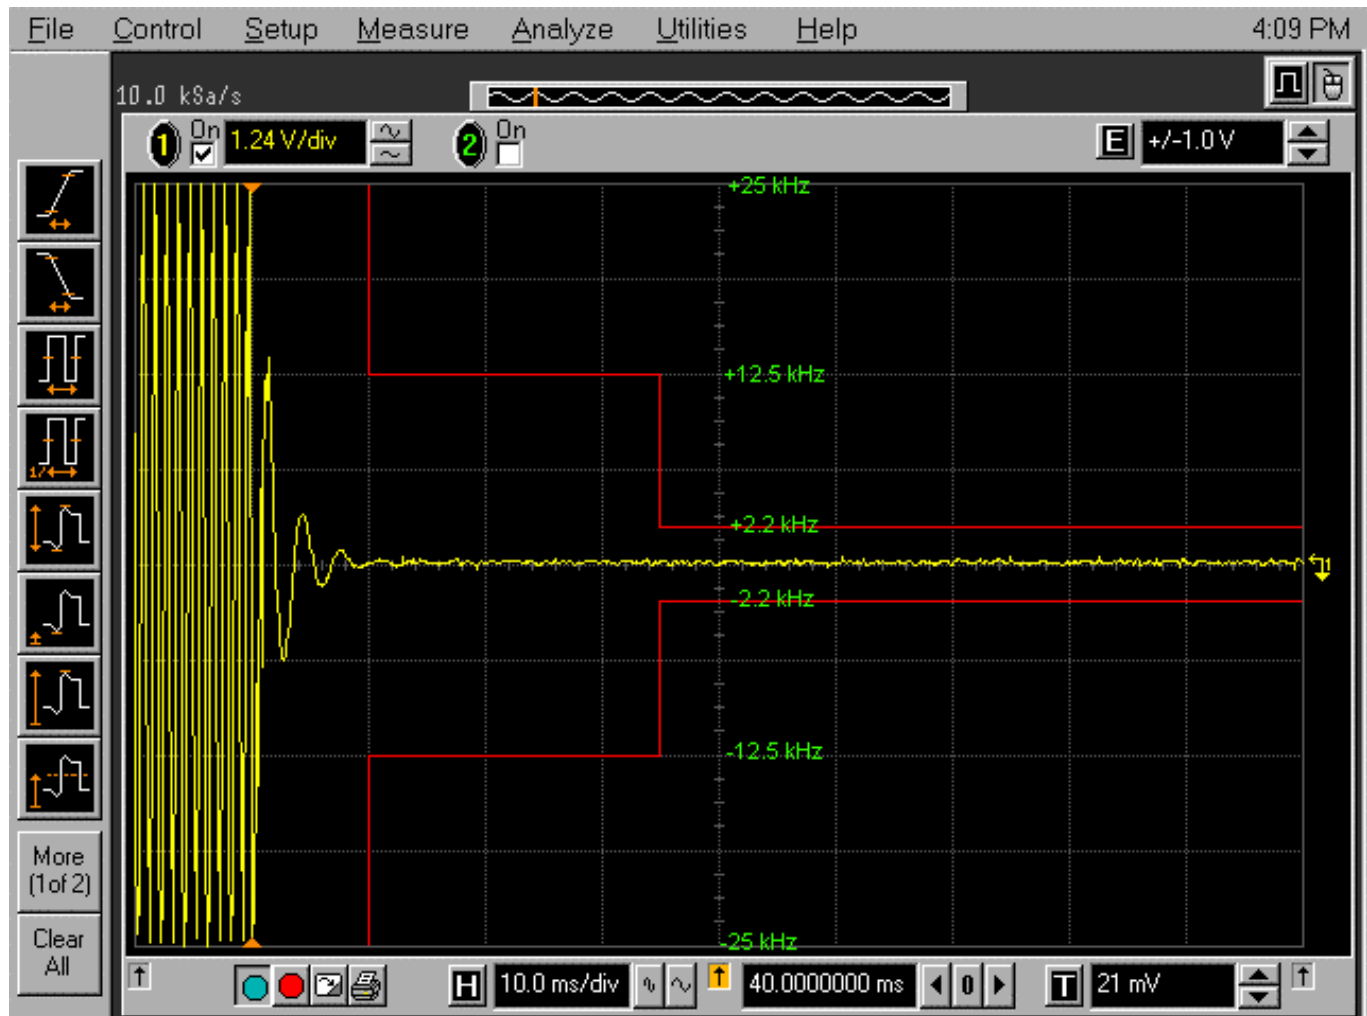 File Control Setup Measure Analyze Utilities Help 4:09 PM
10.0 kSa/s
1 On 1.24 V/div 2 On E +/-1.0 V
+25 kHz
+12.5 kHz
+2.2 kHz
1
-2.2 kHz
-12.5 kHz
-25 kHz
1/
More
(1of 2)
Clear
All
H 10.0 ms/div 40.0000000 ms 0 T 21 mV